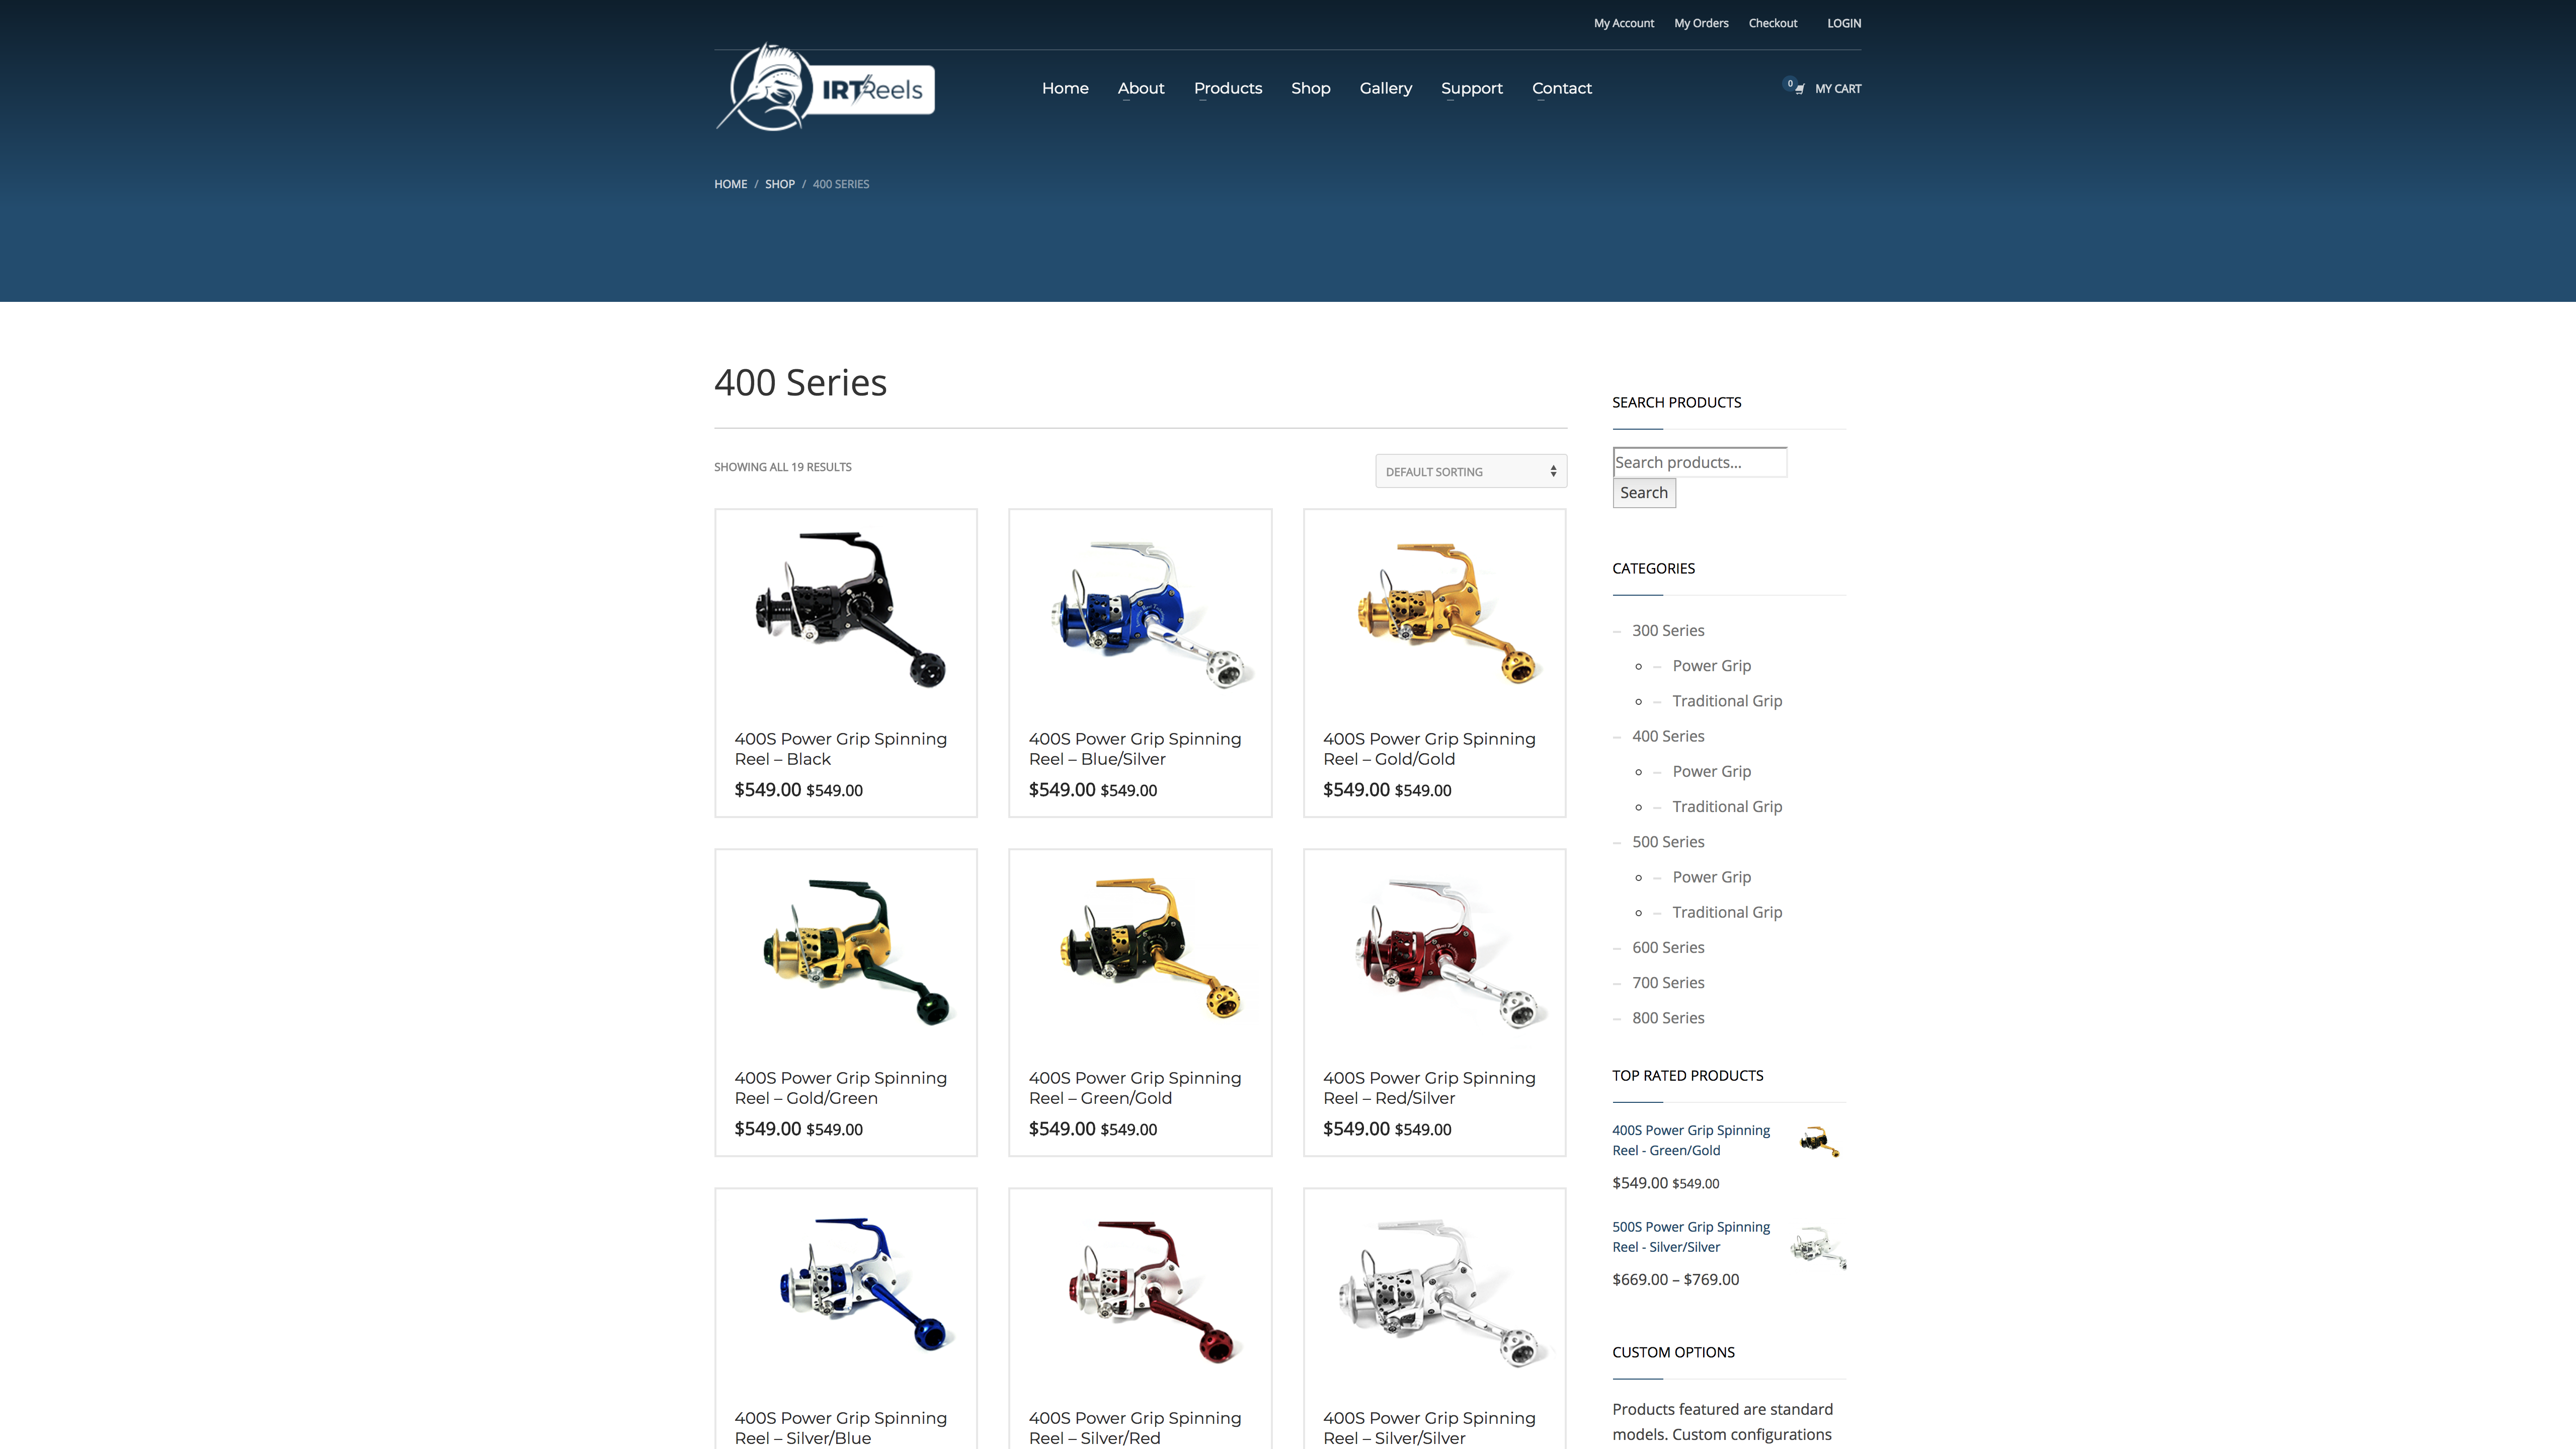 My Account My Orders Checkout LOGIN
IRT Reels
Home About Products Shop Gallery Support Contact
0 MY CART
HOME / SHOP / 400 SERIES
400 Series
SHOWING ALL 19 RESULTS
DEFAULT SORTING
400S Power Grip Spinning
Reel – Black
$549.00 $549.00
400S Power Grip Spinning
Reel – Blue/Silver
$549.00 $549.00
400S Power Grip Spinning
Reel – Gold/Gold
$549.00 $549.00
400S Power Grip Spinning
Reel – Gold/Green
$549.00 $549.00
400S Power Grip Spinning
Reel – Green/Gold
$549.00 $549.00
400S Power Grip Spinning
Reel – Red/Silver
$549.00 $549.00
400S Power Grip Spinning
Reel – Silver/Blue
400S Power Grip Spinning
Reel – Silver/Red
400S Power Grip Spinning
Reel – Silver/Silver
SEARCH PRODUCTS
Search products...
Search
CATEGORIES
– 300 Series
– Power Grip
– Traditional Grip
– 400 Series
– Power Grip
– Traditional Grip
– 500 Series
– Power Grip
– Traditional Grip
– 600 Series
– 700 Series
– 800 Series
TOP RATED PRODUCTS
400S Power Grip Spinning
Reel - Green/Gold
$549.00 $549.00
500S Power Grip Spinning
Reel - Silver/Silver
$669.00 – $769.00
CUSTOM OPTIONS
Products featured are standard
models. Custom configurations